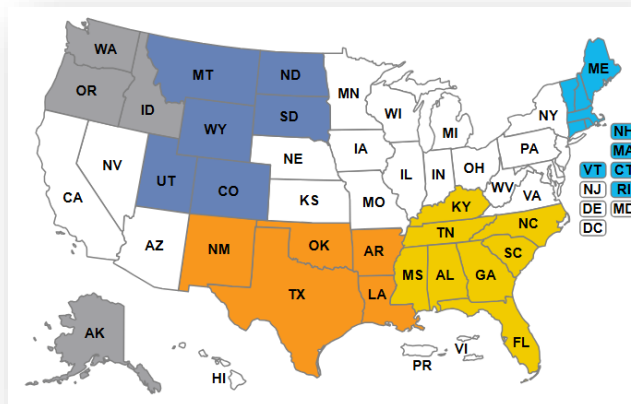 WA
MT
ND
MN
ME
OR
ID
WI
NY
SD
WY
MI
NH
IA
PA
MA
NE
NV
OH
VT
CT
UT
IL
IN
CO
NJ
RI
WV
VA
CA
KS
MO
KY
DE
MD
NC
DC
TN
AZ
NM
OK
AR
SC
MS
AL
GA
TX
LA
AK
FL
VI
PR
HI